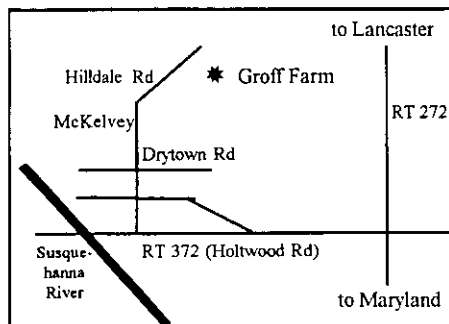 to Lancaster
Hilldale Rd
Groff Farm
McKelvey
RT 272
Drytown Rd
RT 372 (Holtwood Rd)
Susque-
hanna
River
to Maryland